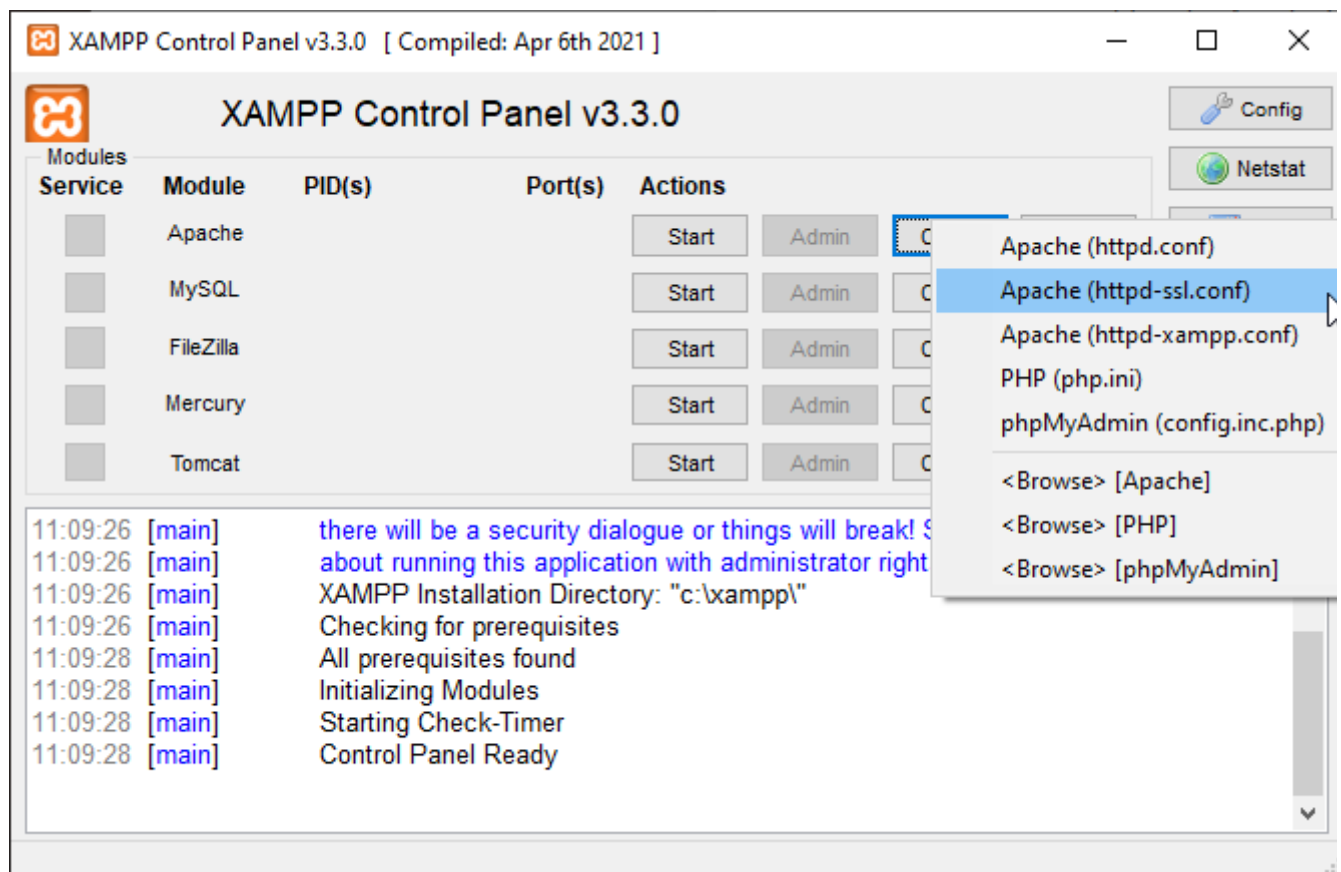 XAMPP Control Panel v3.3.0 [ Compiled: Apr 6th 2021 ]
XAMPP Control Panel v3.3.0
Config
Modules
Netstat
Service Module PID(s) Port(s) Actions
Apache Start Admin
MySQL Start Admin
FileZilla Start Admin
Mercury Start Admin
Tomcat Start Admin
Apache (httpd.conf)
Apache (httpd-ssl.conf)
Apache (httpd-xampp.conf)
PHP (php.ini)
phpMyAdmin (config.inc.php)
<Browse> [Apache]
<Browse> [PHP]
<Browse> [phpMyAdmin]
11:09:26 [main] there will be a security dialogue or things will break!
11:09:26 [main] about running this application with administrator
11:09:26 [main] XAMPP Installation Directory: "c:\xampp\"
11:09:26 [main] Checking for prerequisites
11:09:28 [main] All prerequisites found
11:09:28 [main] Initializing Modules
11:09:28 [main] Starting Check-Timer
11:09:28 [main] Control Panel Ready